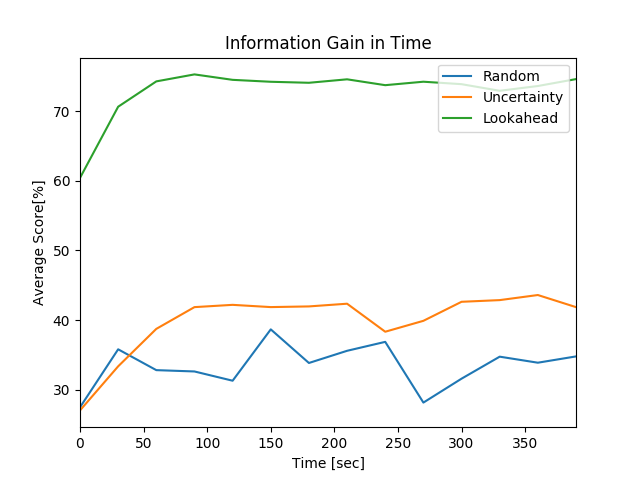 Information Gain in Time
Random
Uncertainty
Lookahead
70
60
50
40
30
Average Score[%]
0
50
100
150
200
250
300
350
Time [sec]